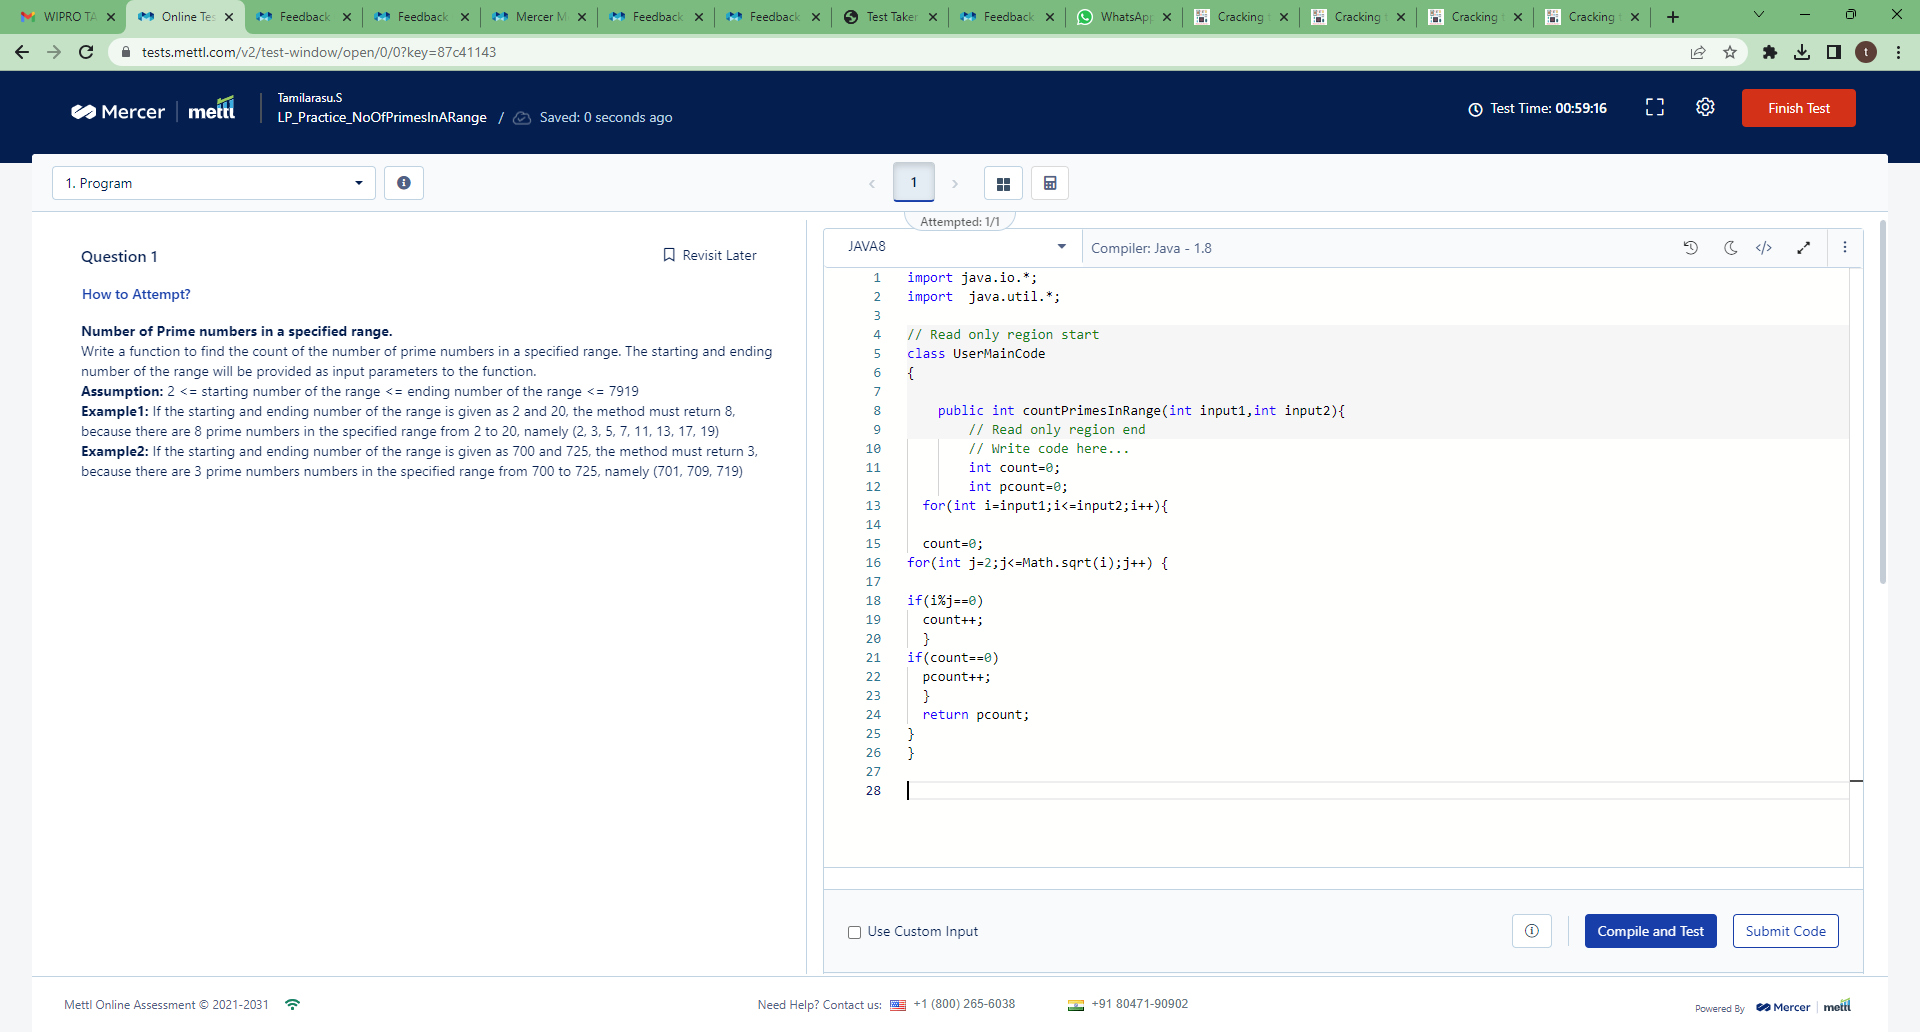 WIPRO TA
Online Tes
Feedback
Feedback
Mercer M
Feedback
Feedback
Test Taker
Feedback
WhatsApp
Cracking
Cracking
Cracking
Cracking
tests.mettl.com/v2/test-window/open/0/0?key=87c41143
t
Mercer mettl
Tamilarasu.S
LP_Practice_NoOfPrimesInARange / Saved: 0 seconds ago
Test Time: 00:59:16
Finish Test
1. Program
1
Attempted: 1/1
Question 1
Revisit Later
How to Attempt?
Number of Prime numbers in a specified range.
Write a function to find the count of the number of prime numbers in a specified range. The starting and ending
number of the range will be provided as input parameters to the function.
Assumption: 2 <= starting number of the range <= ending number of the range <= 7919
Example1: If the starting and ending number of the range is given as 2 and 20, the method must return 8,
because there are 8 prime numbers in the specified range from 2 to 20, namely (2, 3, 5, 7, 11, 13, 17, 19)
Example2: If the starting and ending number of the range is given as 700 and 725, the method must return 3,
because there are 3 prime numbers numbers in the specified range from 700 to 725, namely (701, 709, 719)
JAVA8
Compiler: Java - 1.8
1 import java.io.*;
2 import  java.util.*;
3
4 // Read only region start
5 class UserMainCode
6 {
7
8 public int countPrimesInRange(int input1,int input2){
9 // Read only region end
10 // Write code here...
11 int count=0;
12 int pcount=0;
13 for(int i=input1;i<=input2;i++){
14
15 count=0;
16 for(int j=2;j<=Math.sqrt(i);j++) {
17
18 if(i%j==0)
19 count++;
20 }
21 if(count==0)
22 pcount++;
23 }
24 return pcount;
25 }
26 }
27
28
Use Custom Input
Compile and Test
Submit Code
Mettl Online Assessment © 2021-2031
Need Help? Contact us: +1 (800) 265-6038 +91 80471-90902
Powered By Mercer mettl